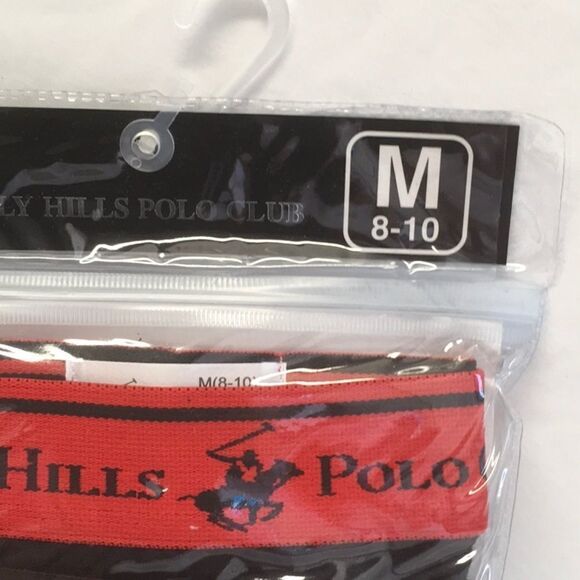 M
8-10
LY HILLS POLO CLUB
M(8-10
HILLS POLO